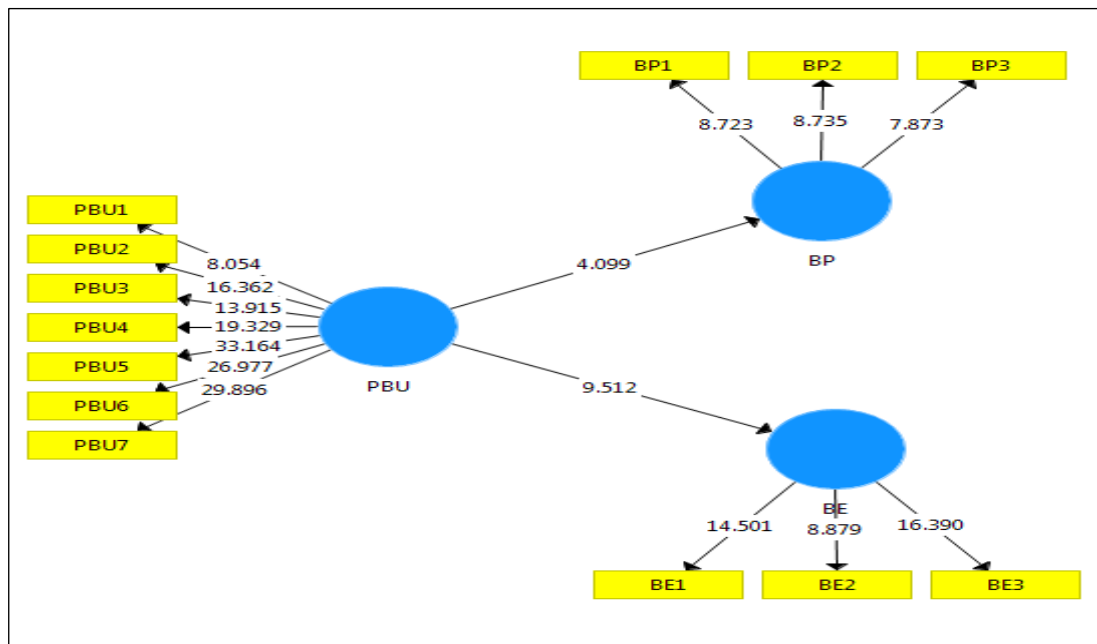 BP1 BP2 BP3
8.723 8.735 7.873
BP
PBU1
PBU2
PBU3
PBU4
PBU5
PBU6
PBU7
8.054
16.362
13.915
19.329
33.164
26.977
29.896
PBU
4.099
9.512
BE
14.501 8.879 16.390
BE1 BE2 BE3